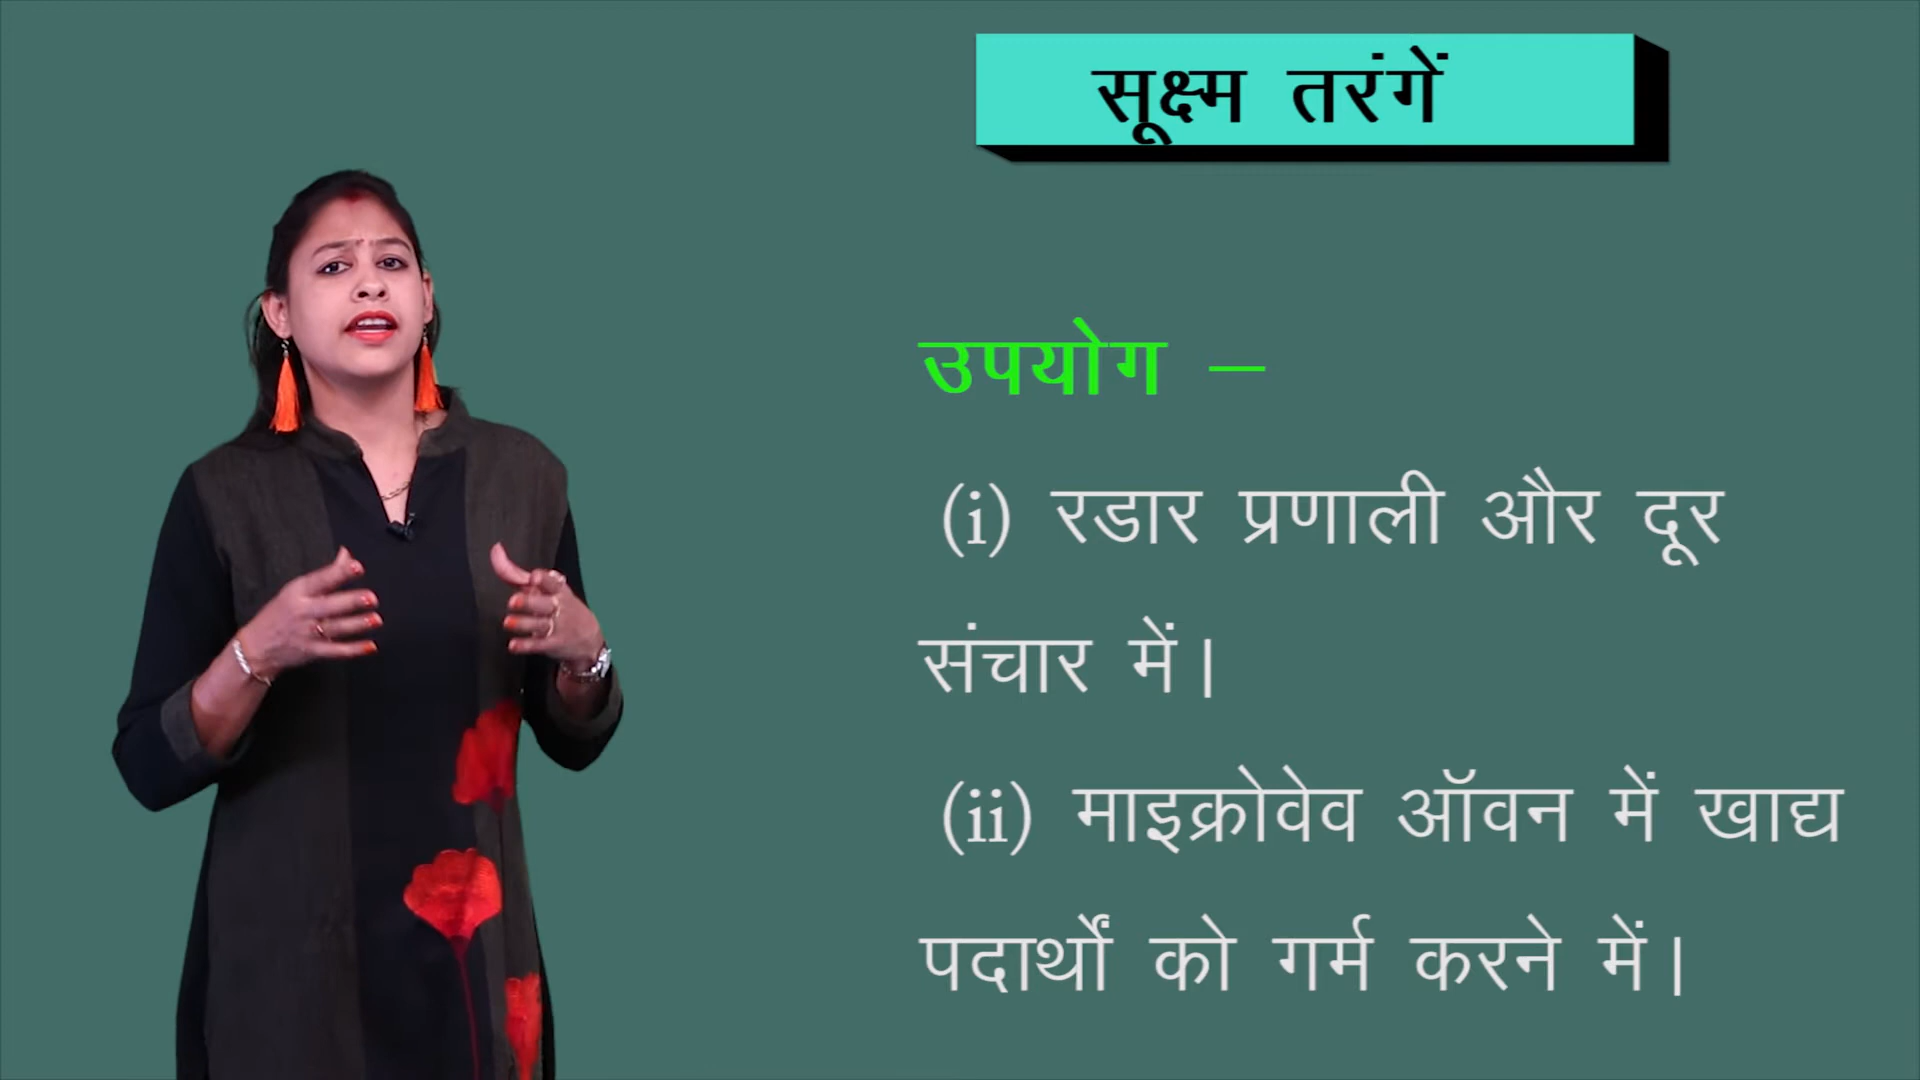 सूक्ष्म तरंगें
उपयोग –
(i) रडार प्रणाली और दूर
संचार में।
(ii) माइक्रोवेव ऑवन में खाद्य
पदार्थों को गर्म करने में।